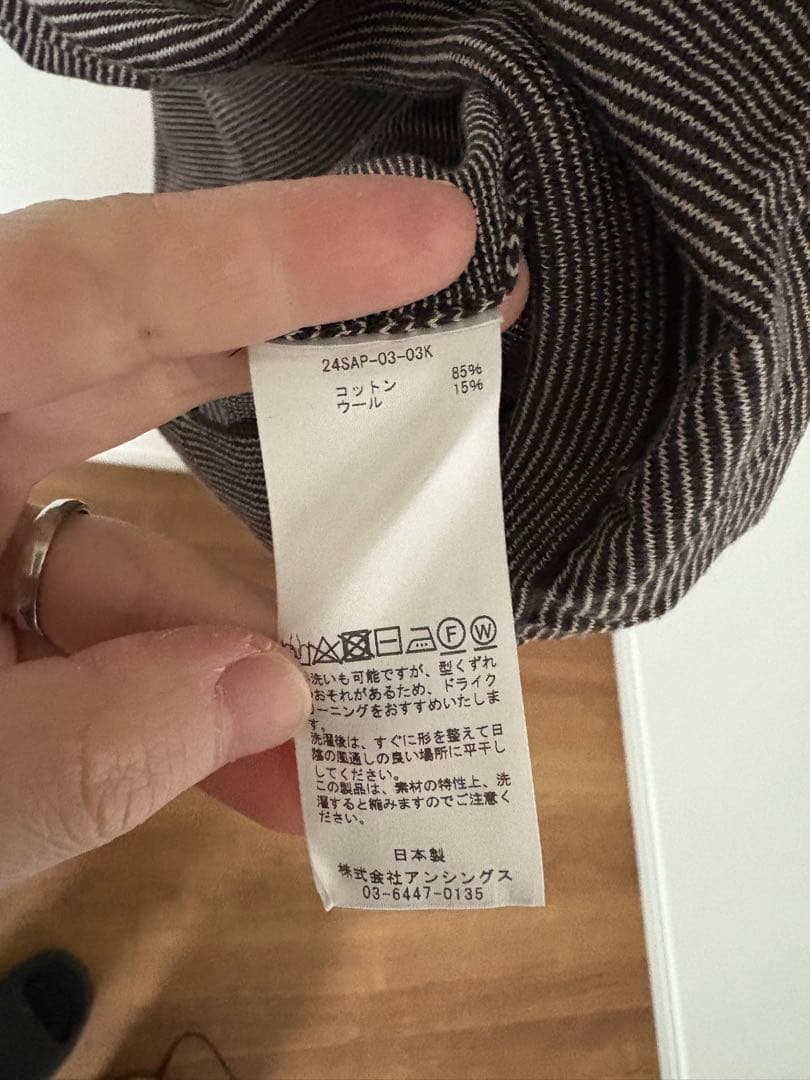 24SAP-03-03K
コットン 85%
ウール 15%
F W
洗いも可能ですが、型くずれ
おそれがあるため、ドライク
ーニングをおすすめいたしま
す。
洗濯後は、すぐに形を整えて日
陰の風通しの良い場所に平干し
してください。
この製品は、素材の特性上、洗
濯すると縮みますのでご注意く
ださい。
日本製
株式会社アンシングス
03-6447-0135